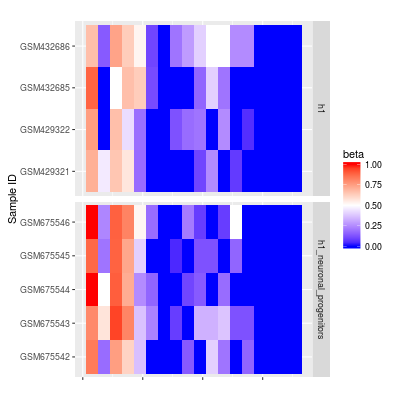 GSM432686
GSM432685
GSM429322
GSM429321
h1
Sample ID
GSM675546
GSM675545
GSM675544
GSM675543
GSM675542
h1_neuronal_progenitors
beta
1.00
0.75
0.50
0.25
0.00